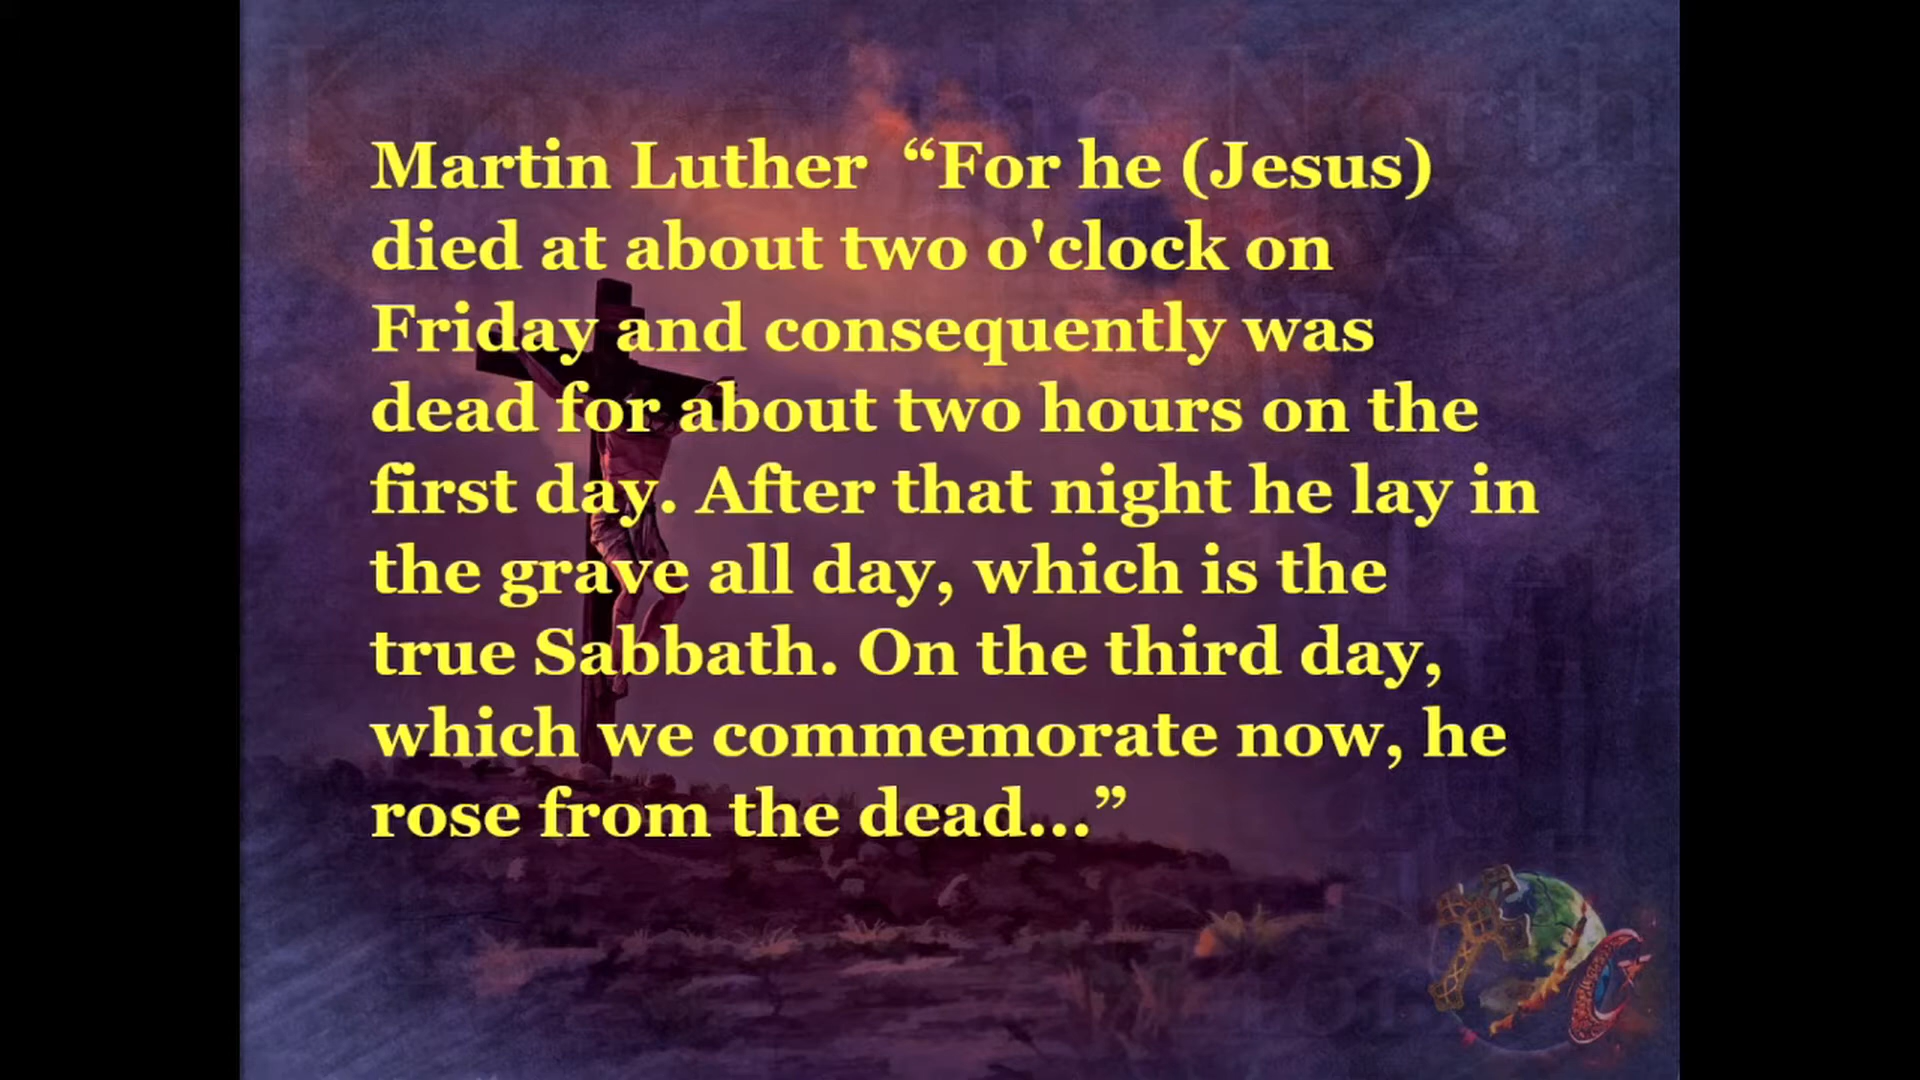 Martin Luther “For he (Jesus)
died at about two o'clock on
Friday and consequently was
dead for about two hours on the
first day. After that night he lay in
the grave all day, which is the
true Sabbath. On the third day,
which we commemorate now, he
rose from the dead...”